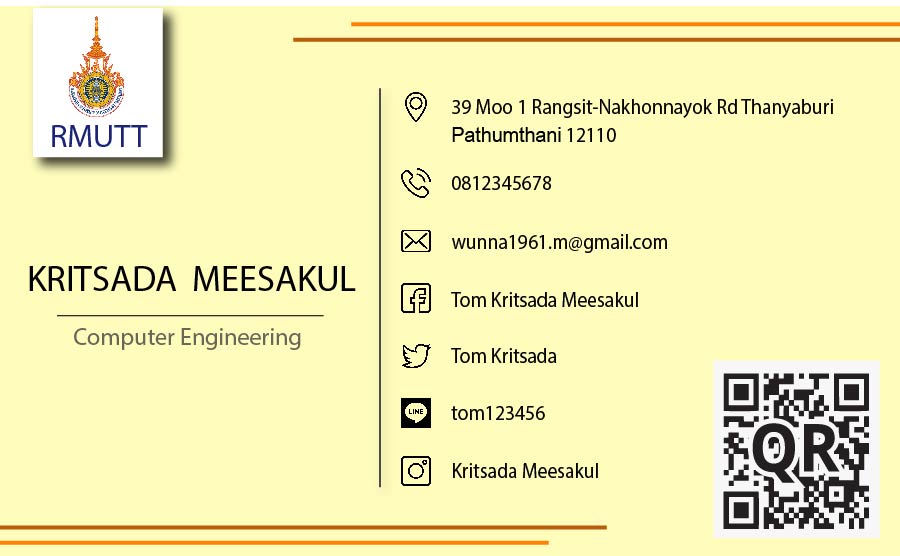 RMUTT
KRITSADA MEESAKUL
Computer Engineering
39 Moo 1 Rangsit-Nakhonnayok Rd Thanyaburi
Pathumthani 12110
0812345678
wunna1961.m@gmail.com
Tom Kritsada Meesakul
Tom Kritsada
LINE
tom123456
Kritsada Meesakul
QR